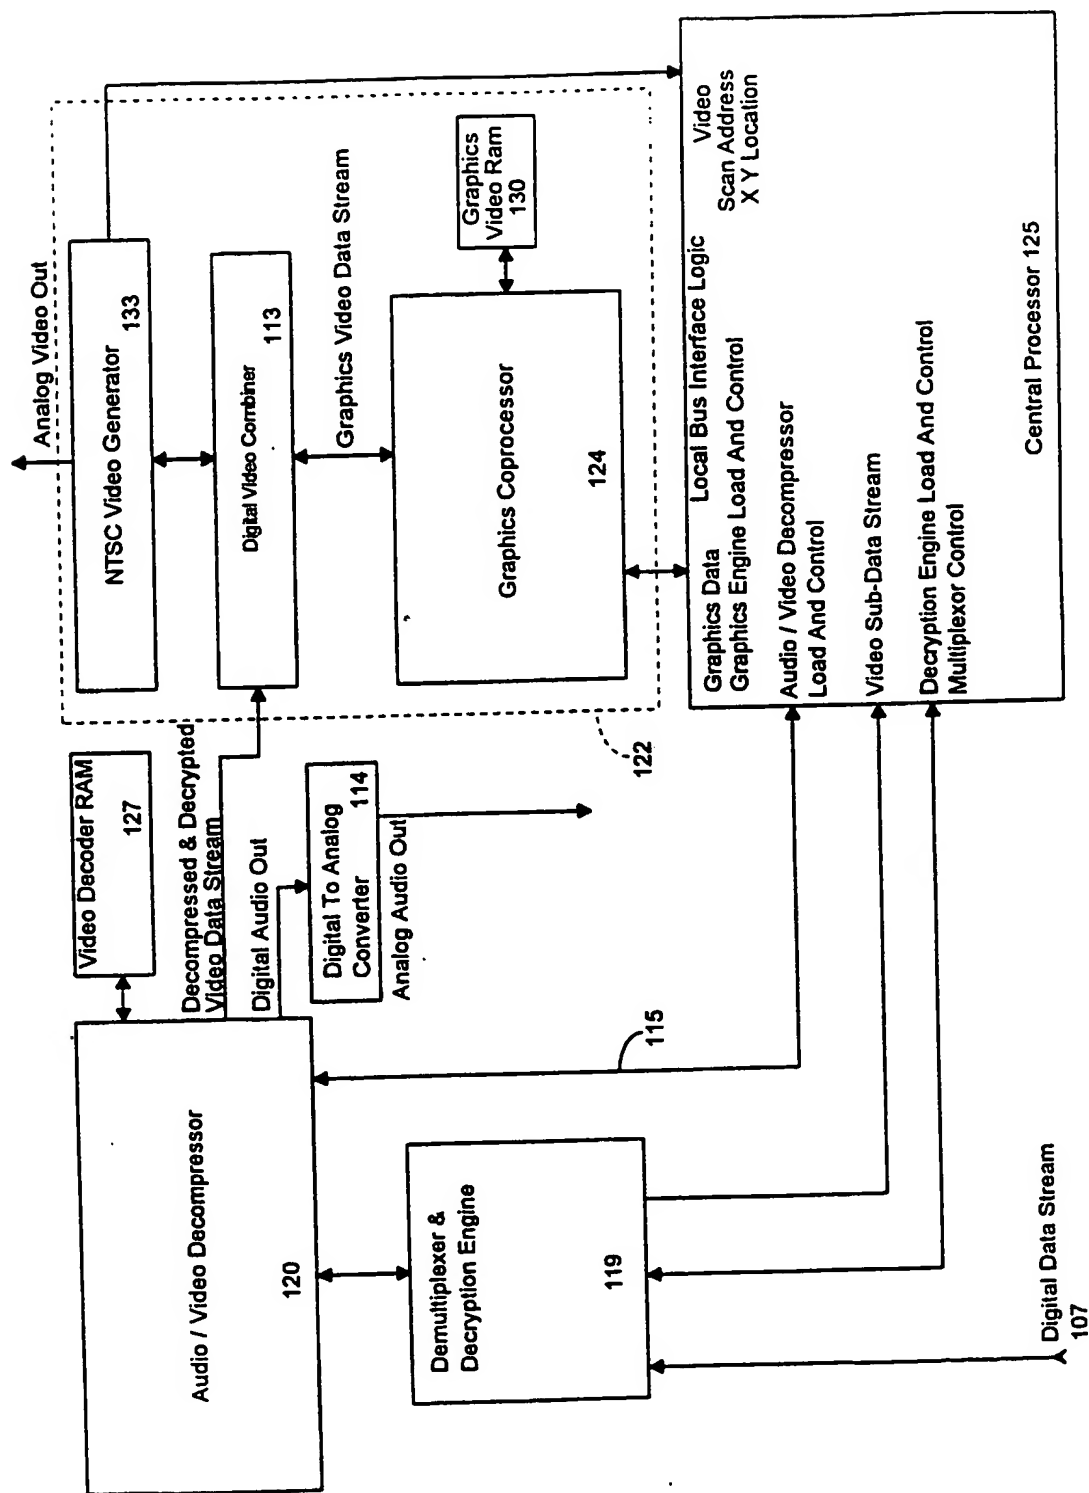 Audio / Video Decompressor
120
Video Decoder RAM
127
Decompressed & Decrypted
Video Data Stream
Digital Audio Out
Digital To Analog
Converter
114
Analog Audio Out
Analog Video Out
NTSC Video Generator
133
Digital Video Combiner
113
Graphics Video Data Stream
Graphics Coprocessor
124
Graphics
Video Ram
130
122
115
Demultiplexer &
Decryption Engine
119
Digital Data Stream
107
Local Bus Interface Logic
Video
Scan Address
X Y Location
Graphics Data
Graphics Engine Load And Control
Audio / Video Decompressor
Load And Control
Video Sub-Data Stream
Decryption Engine Load And Control
Multiplexor Control
Central Processor 125